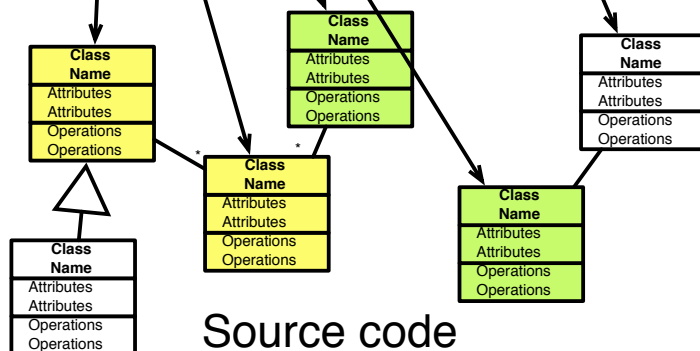 Class
Name
Attributes
Attributes
Operations
Operations
Class
Name
Attributes
Attributes
Operations
Operations
Class
Name
Attributes
Attributes
Operations
Operations
*
*
Class
Name
Attributes
Attributes
Operations
Operations
Class
Name
Attributes
Attributes
Operations
Operations
Class
Name
Attributes
Attributes
Operations
Operations
Source code